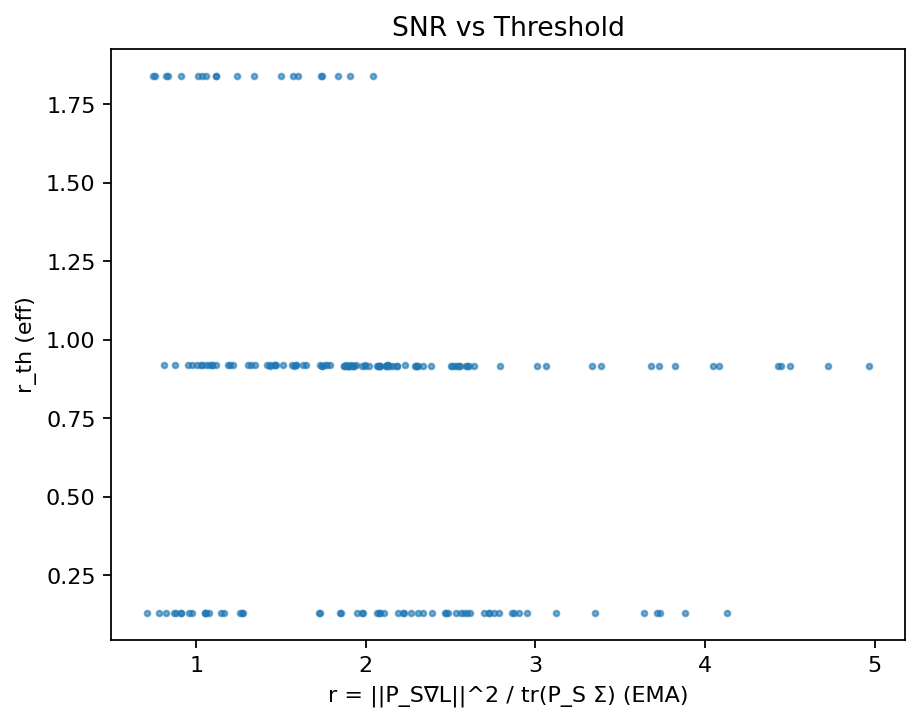 SNR vs Threshold
r_th (eff)
1.75
1.50
1.25
1.00
0.75
0.50
0.25
1 2 3 4 5
r = ||P_S∇L||^2 / tr(P_S Σ) (EMA)